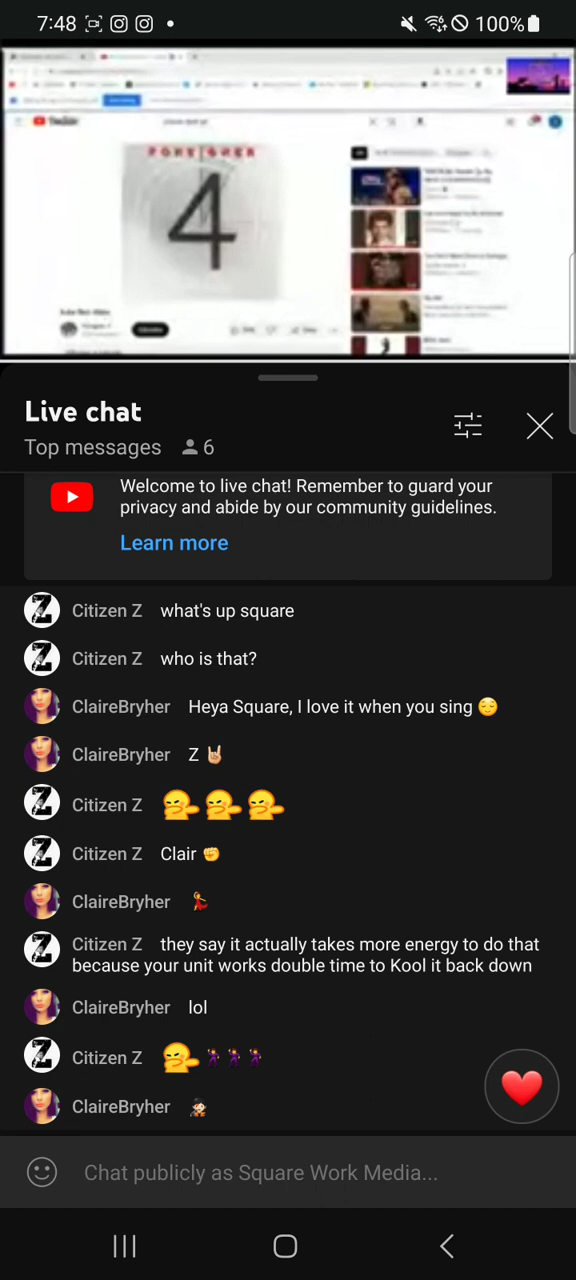 7:48
100%
YouTube
FOREIGNER
4
Live chat
Top messages 6
Welcome to live chat! Remember to guard your
privacy and abide by our community guidelines.
Learn more
Citizen Z what's up square
Citizen Z who is that?
ClaireBryher Heya Square, I love it when you sing 😌
ClaireBryher Z 🤘🏼
Citizen Z
Citizen Z Clair ✊
ClaireBryher 💃
Citizen Z they say it actually takes more energy to do that
because your unit works double time to Kool it back down
ClaireBryher lol
Citizen Z
ClaireBryher
Chat publicly as Square Work Media...